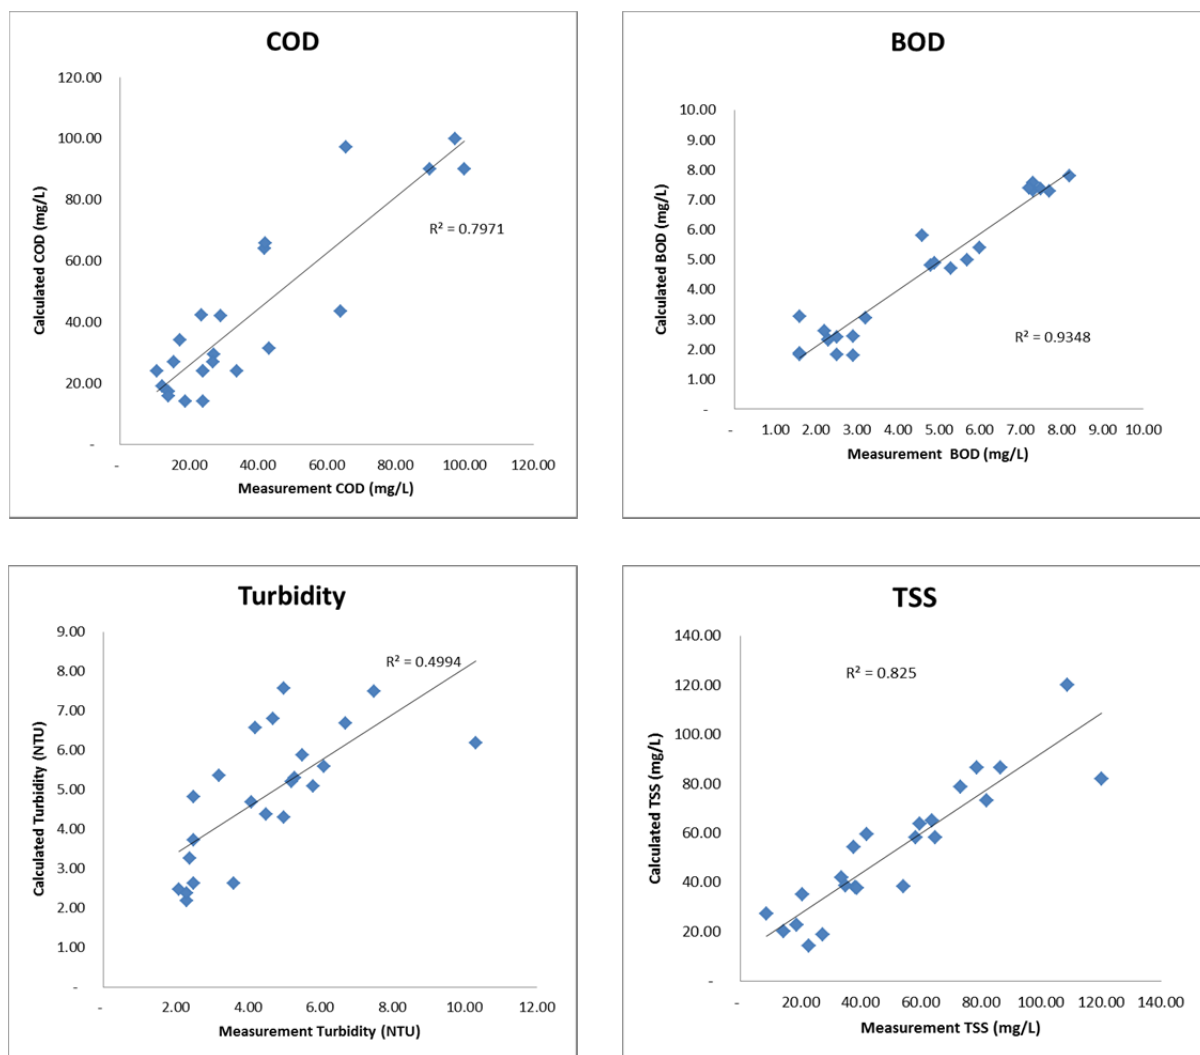 COD
120.00
100.00
80.00
60.00
40.00
20.00
-
Calculated COD (mg/L)
R² = 0.7971
- 20.00 40.00 60.00 80.00 100.00 120.00
Measurement COD (mg/L)
BOD
10.00
9.00
8.00
7.00
6.00
5.00
4.00
3.00
2.00
1.00
-
Calculated BOD (mg/L)
R² = 0.9348
- 1.00 2.00 3.00 4.00 5.00 6.00 7.00 8.00 9.00 10.00
Measurement BOD (mg/L)
Turbidity
9.00
8.00
7.00
6.00
5.00
4.00
3.00
2.00
1.00
-
Calculated Turbidity (NTU)
R² = 0.4994
- 2.00 4.00 6.00 8.00 10.00 12.00
Measurement Turbidity (NTU)
TSS
140.00
120.00
100.00
80.00
60.00
40.00
20.00
-
Calculated TSS (mg/L)
R² = 0.825
- 20.00 40.00 60.00 80.00 100.00 120.00 140.00
Measurement TSS (mg/L)